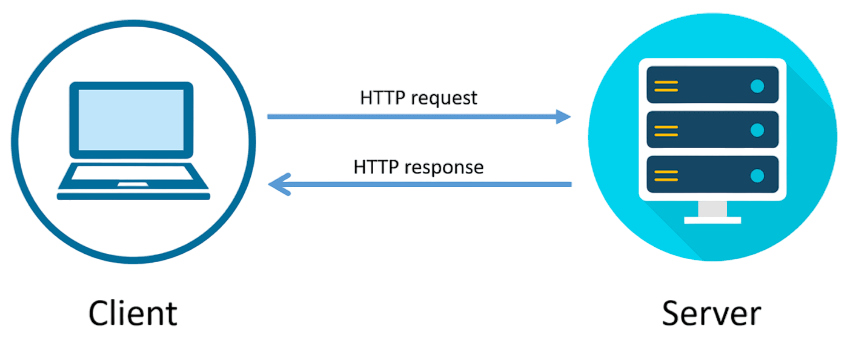 HTTP request
HTTP response
Client
Server